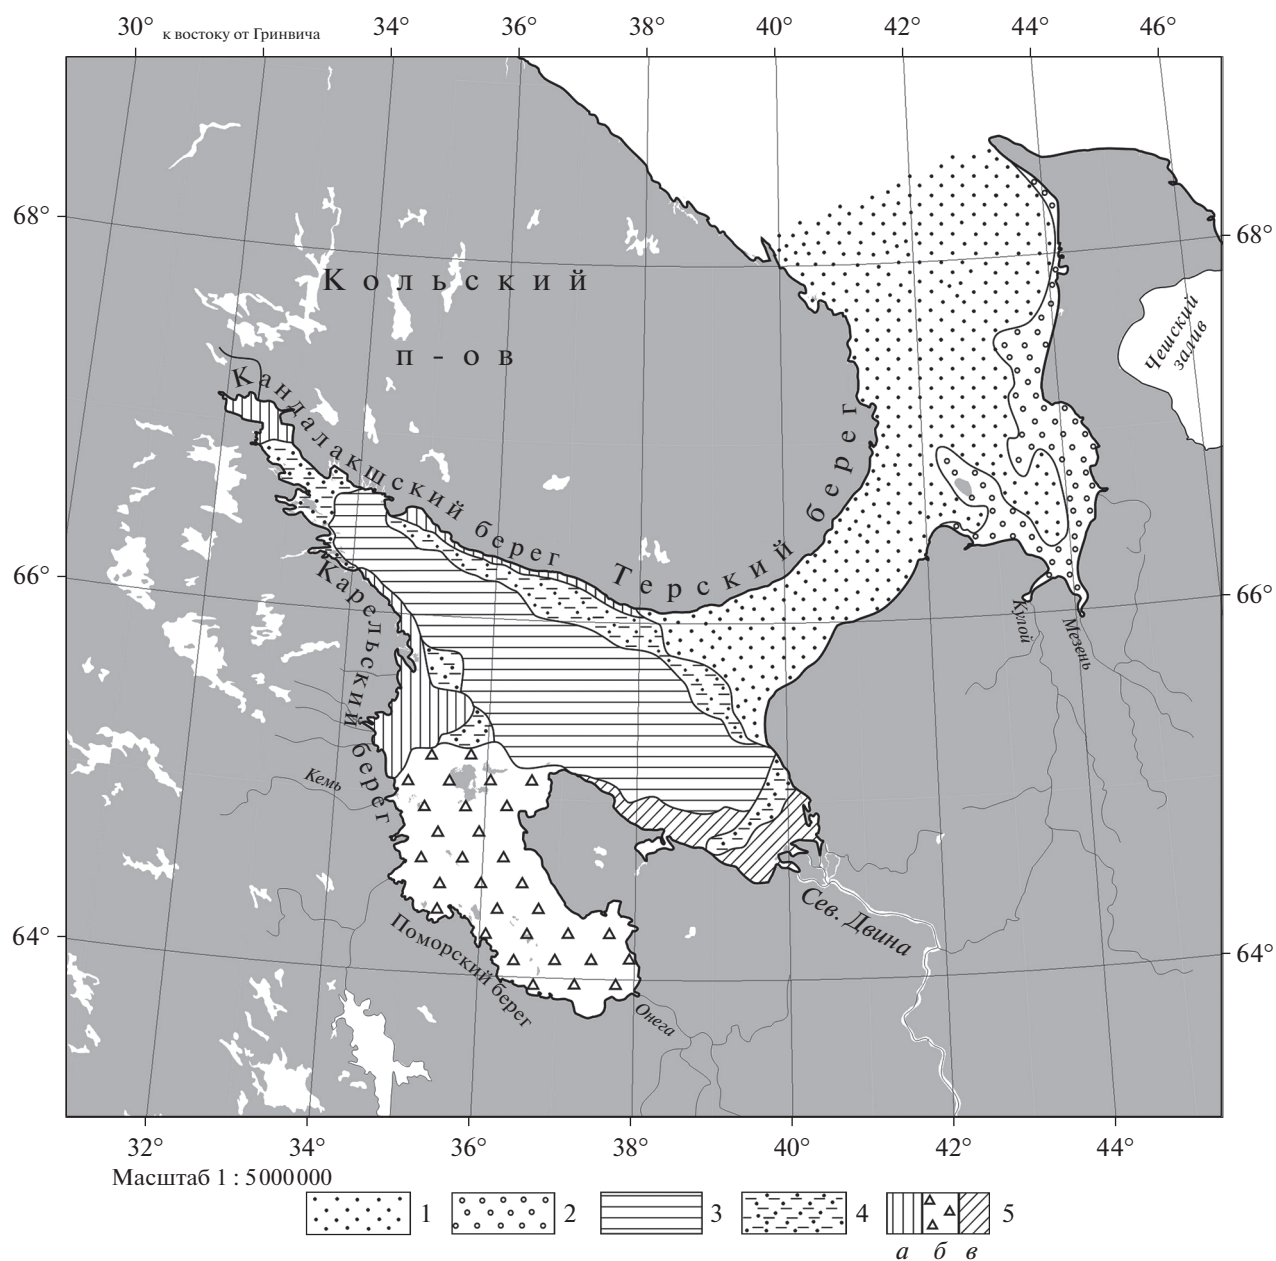 30° к востоку от Гринвича 34° 36° 38° 40° 42° 44° 46°
68° 68°
Кольский
п-ов
Чешский
залив
Кандалакшский берег
Терский берег
66° 66°
Карельский берег
Кулой
Мезень
Кемь
Сев. Двина
Поморский берег
Онега
64° 64°
32° 34° 36° 38° 40° 42° 44°
Масштаб 1 : 5000000
1 2 3 4 5
а б в